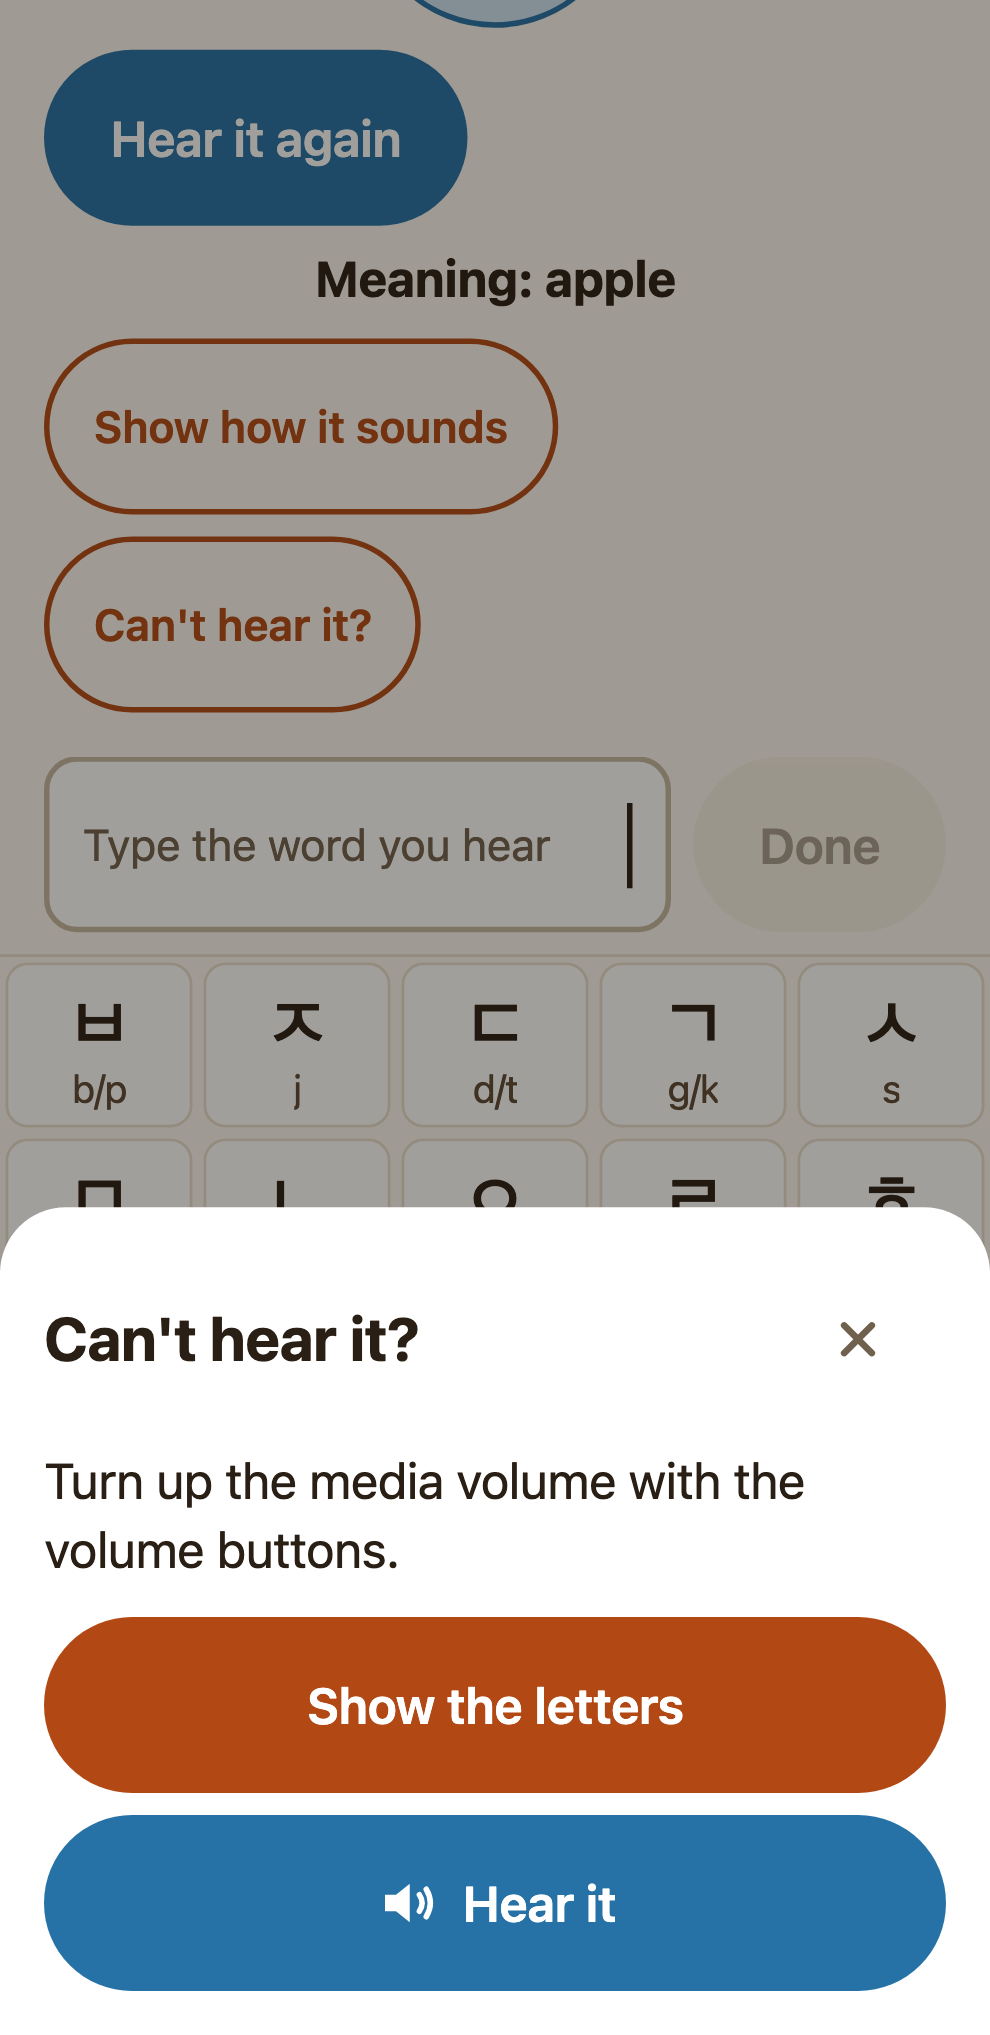 Hear it again
Meaning: apple
Show how it sounds
Can't hear it?
Type the word you hear
Done
ㅂ ㅈ ㄷ ㄱ ㅅ
b/p j d/t g/k s
ㅁ ㄴ ㅇ ㄹ ㅎ
Can't hear it?
Turn up the media volume with the
volume buttons.
Show the letters
Hear it